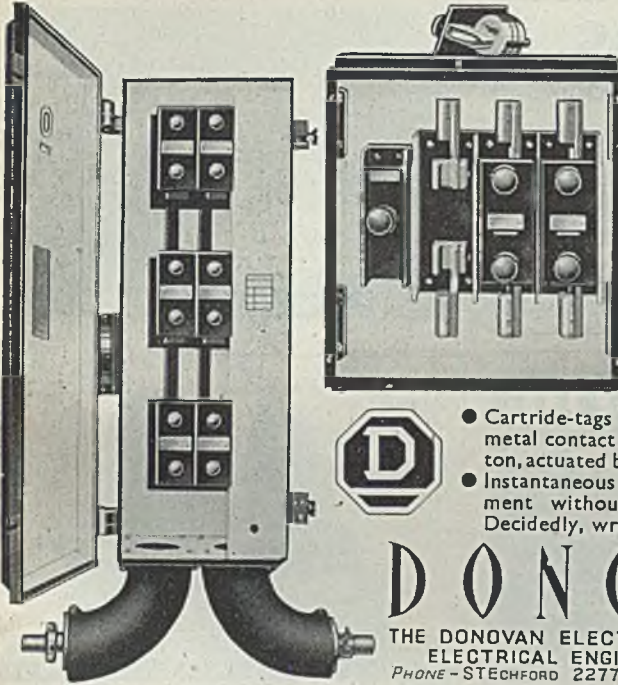 D
● Cartride-tags
metal contact
ton, actuated b
● Instantaneous
ment withou
Decidedly, wr
DON
THE DONOVAN ELECT
ELECTRICAL ENGI
PHONE-STECHFORD 2277